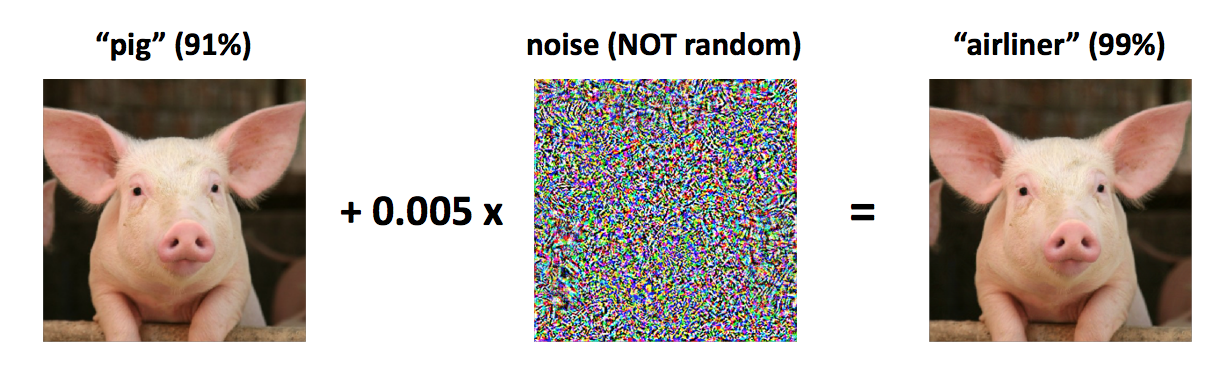 “pig” (91%)
noise (NOT random)
“airliner” (99%)
+ 0.005 x
=